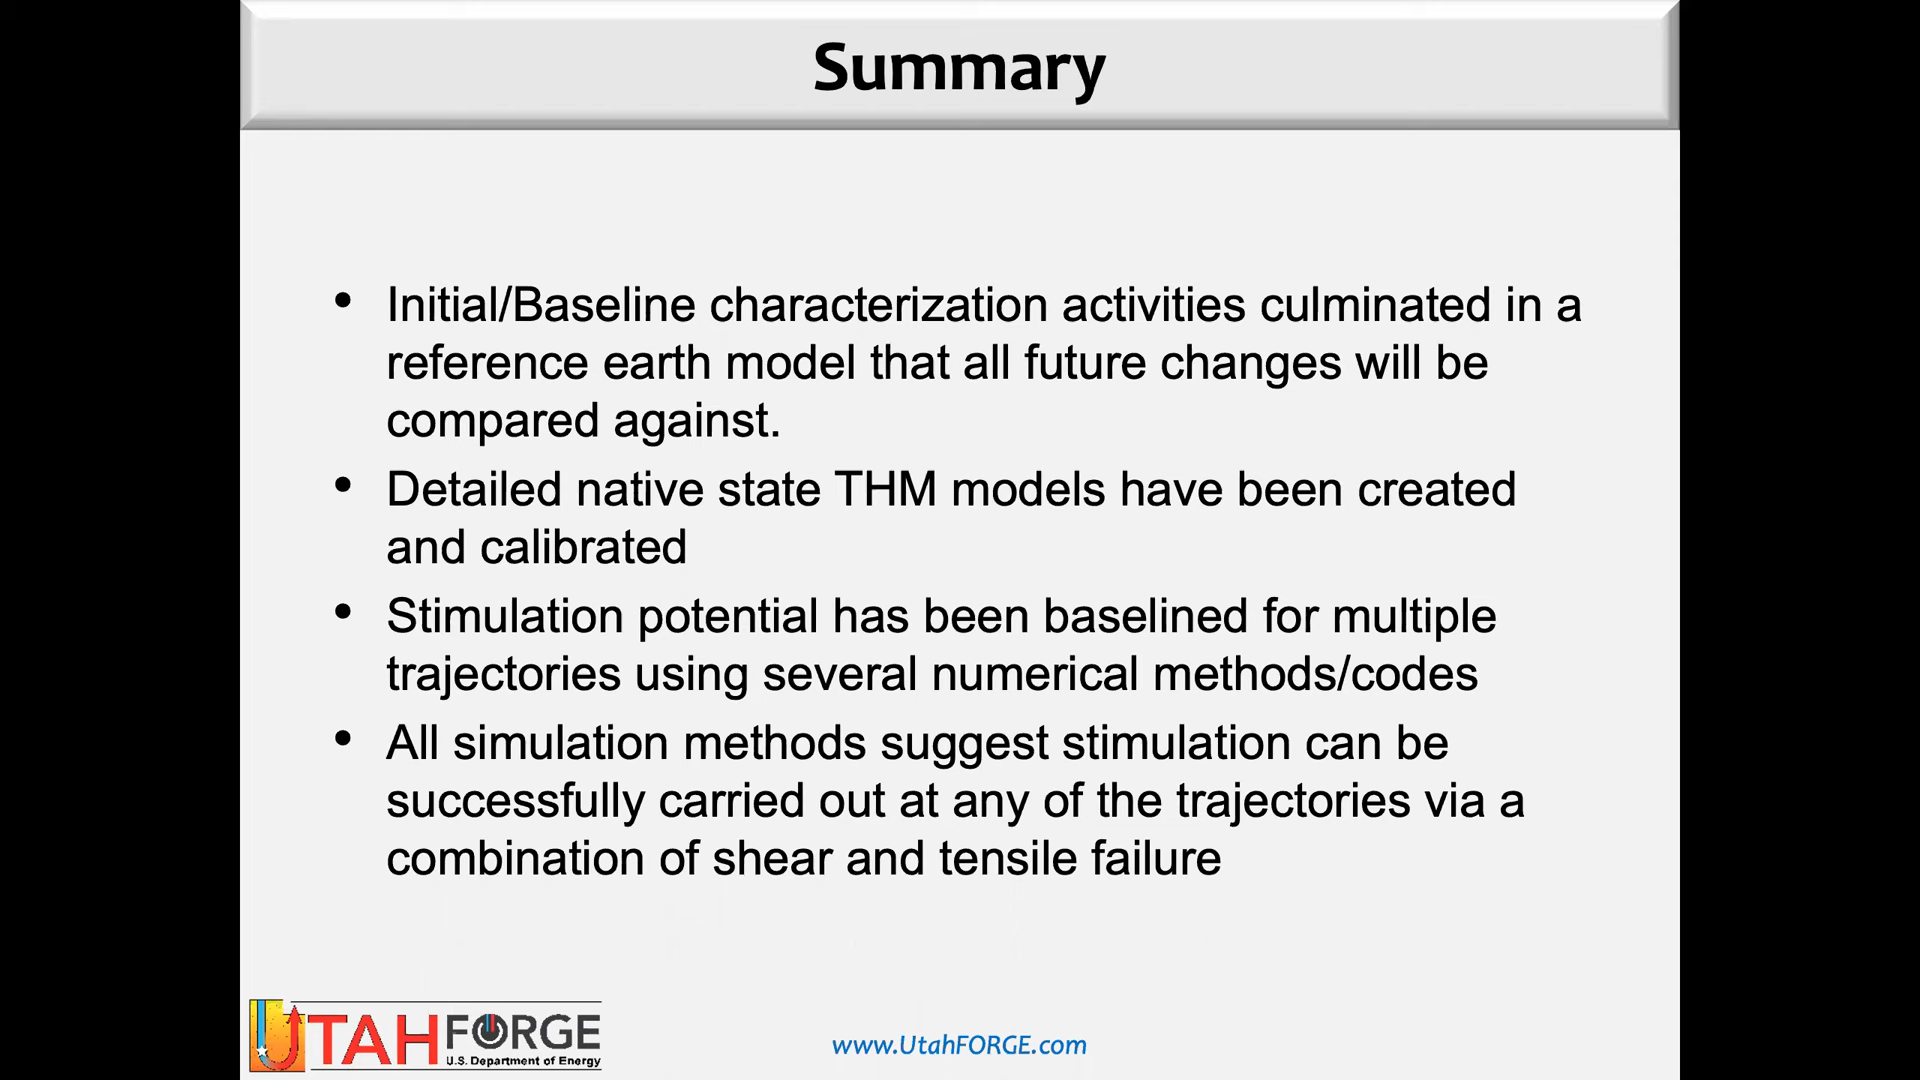 Summary
• Initial/Baseline characterization activities culminated in a
reference earth model that all future changes will be
compared against.
• Detailed native state THM models have been created
and calibrated
• Stimulation potential has been baselined for multiple
trajectories using several numerical methods/codes
• All simulation methods suggest stimulation can be
successfully carried out at any of the trajectories via a
combination of shear and tensile failure
UTAH FORGE
U.S. Department of Energy
www.UtahFORGE.com